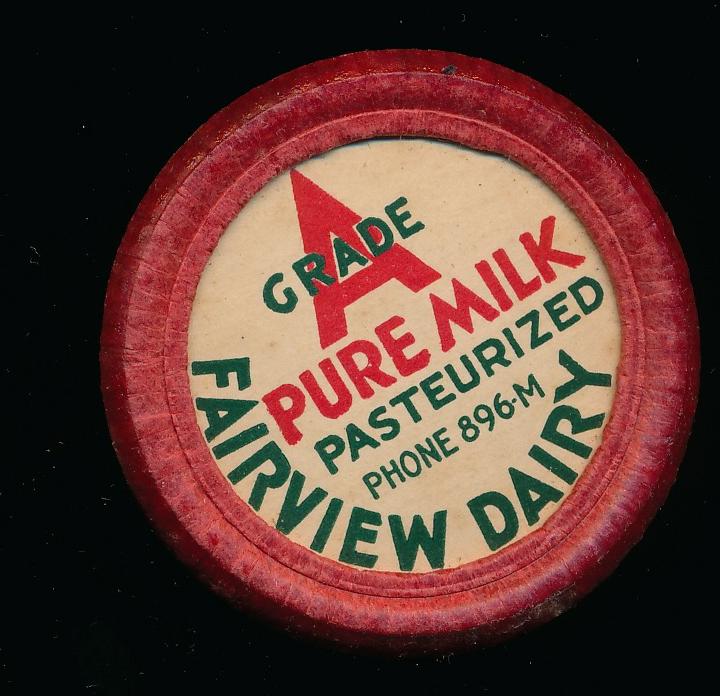 GRADE
A
PURE MILK
PASTEURIZED
PHONE 896-M
FAIRVIEW DAIRY